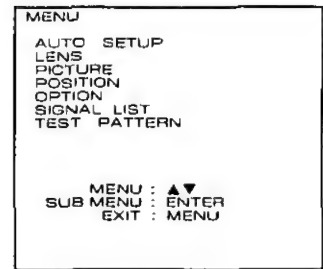 MENU
AUTO SETUP
LENS
PICTURE
POSITION
OPTION
SIGNAL LIST
TEST PATTERN
MENU : ▲▼
SUB MENU : ENTER
EXIT : MENU